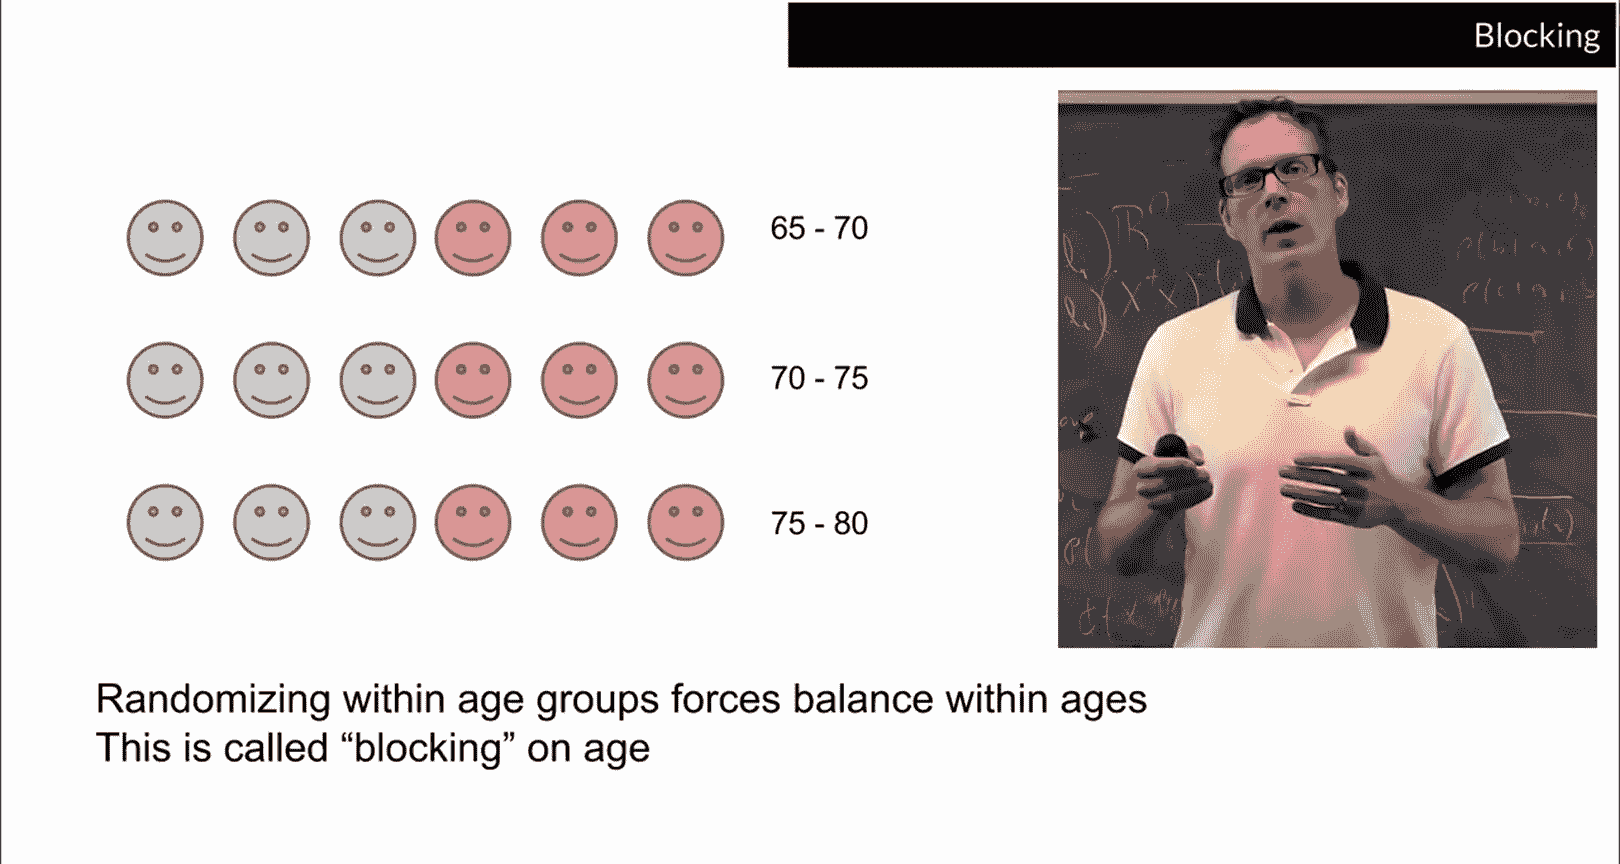 Blocking
65 - 70
70 - 75
75 - 80
Randomizing within age groups forces balance within ages
This is called “blocking” on age